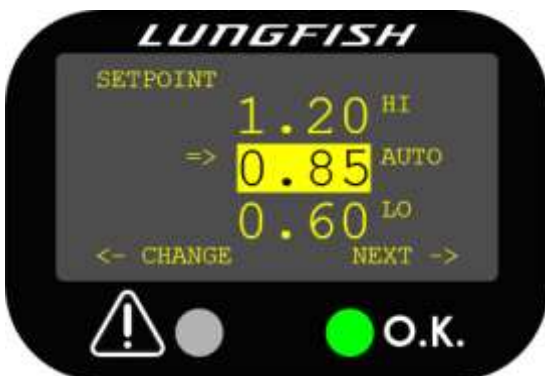 LUNGFISH
SETPOINT
1.20 HI
=> 0.85 AUTO
0.60 LO
<- CHANGE NEXT ->
O.K.